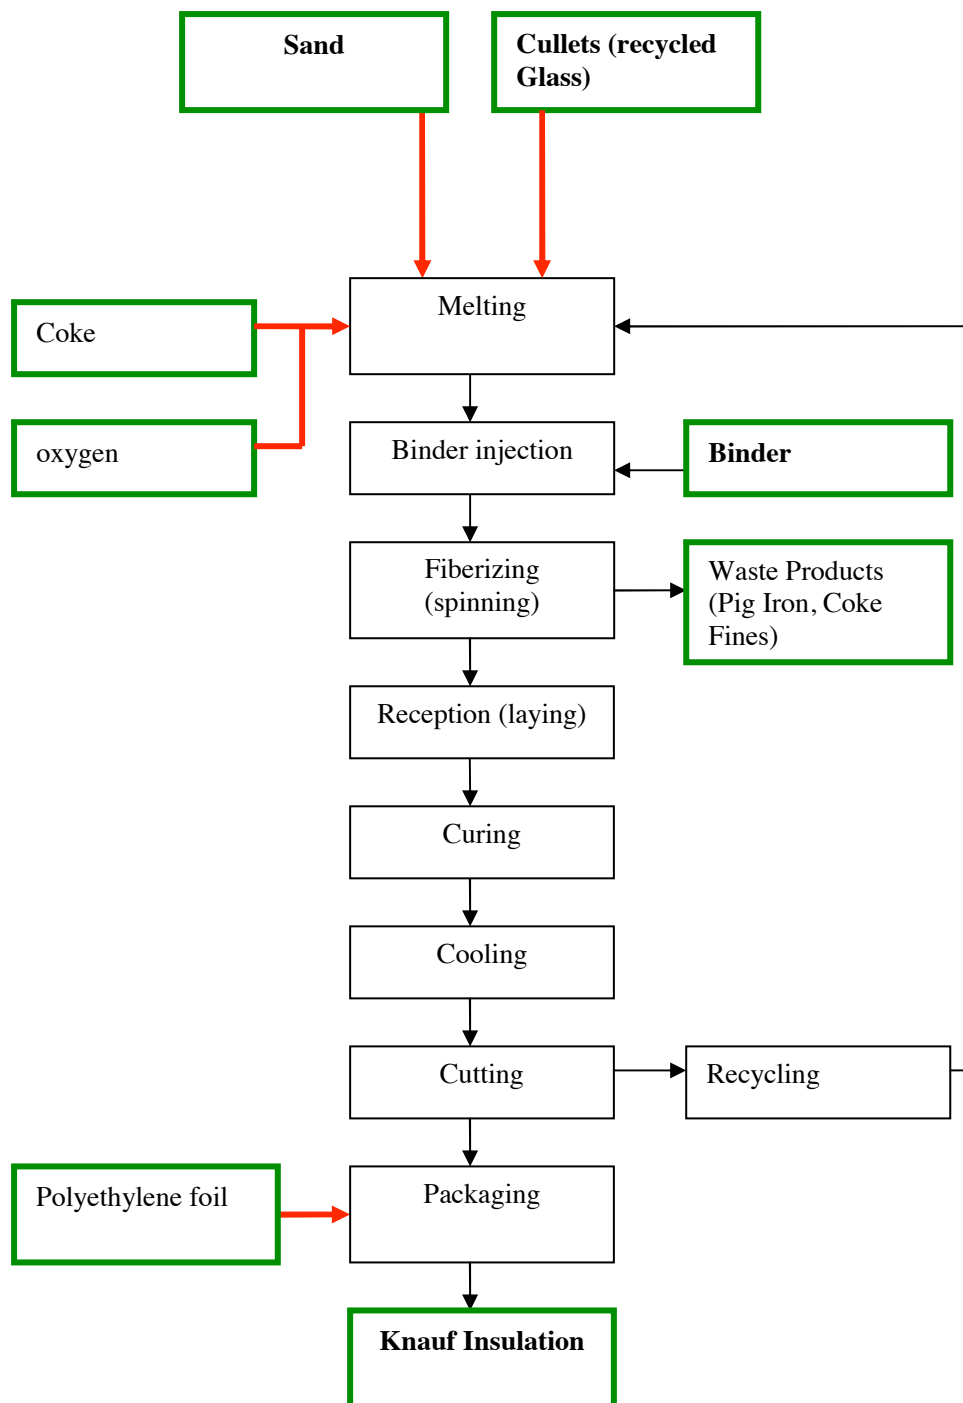 Sand
Cullets (recycled
Glass)
Melting
Coke
oxygen
Binder injection
Binder
Fiberizing
(spinning)
Waste Products
(Pig Iron, Coke
Fines)
Reception (laying)
Curing
Cooling
Cutting
Recycling
Polyethylene foil
Packaging
Knauf Insulation